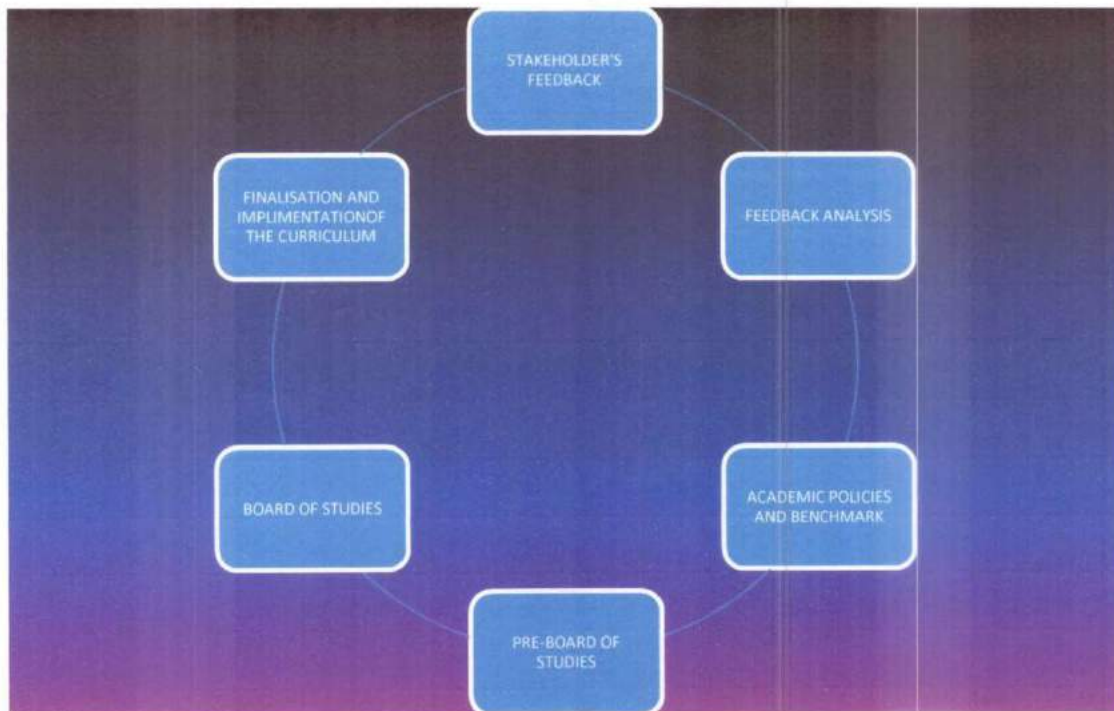 STAKEHOLDER'S
FEEDBACK
FEEDBACK ANALYSIS
ACADEMIC POLICIES
AND BENCHMARK
PRE-BOARD OF
STUDIES
BOARD OF STUDIES
FINALISATION AND
IMPLIMENTATIONOF
THE CURRICULUM